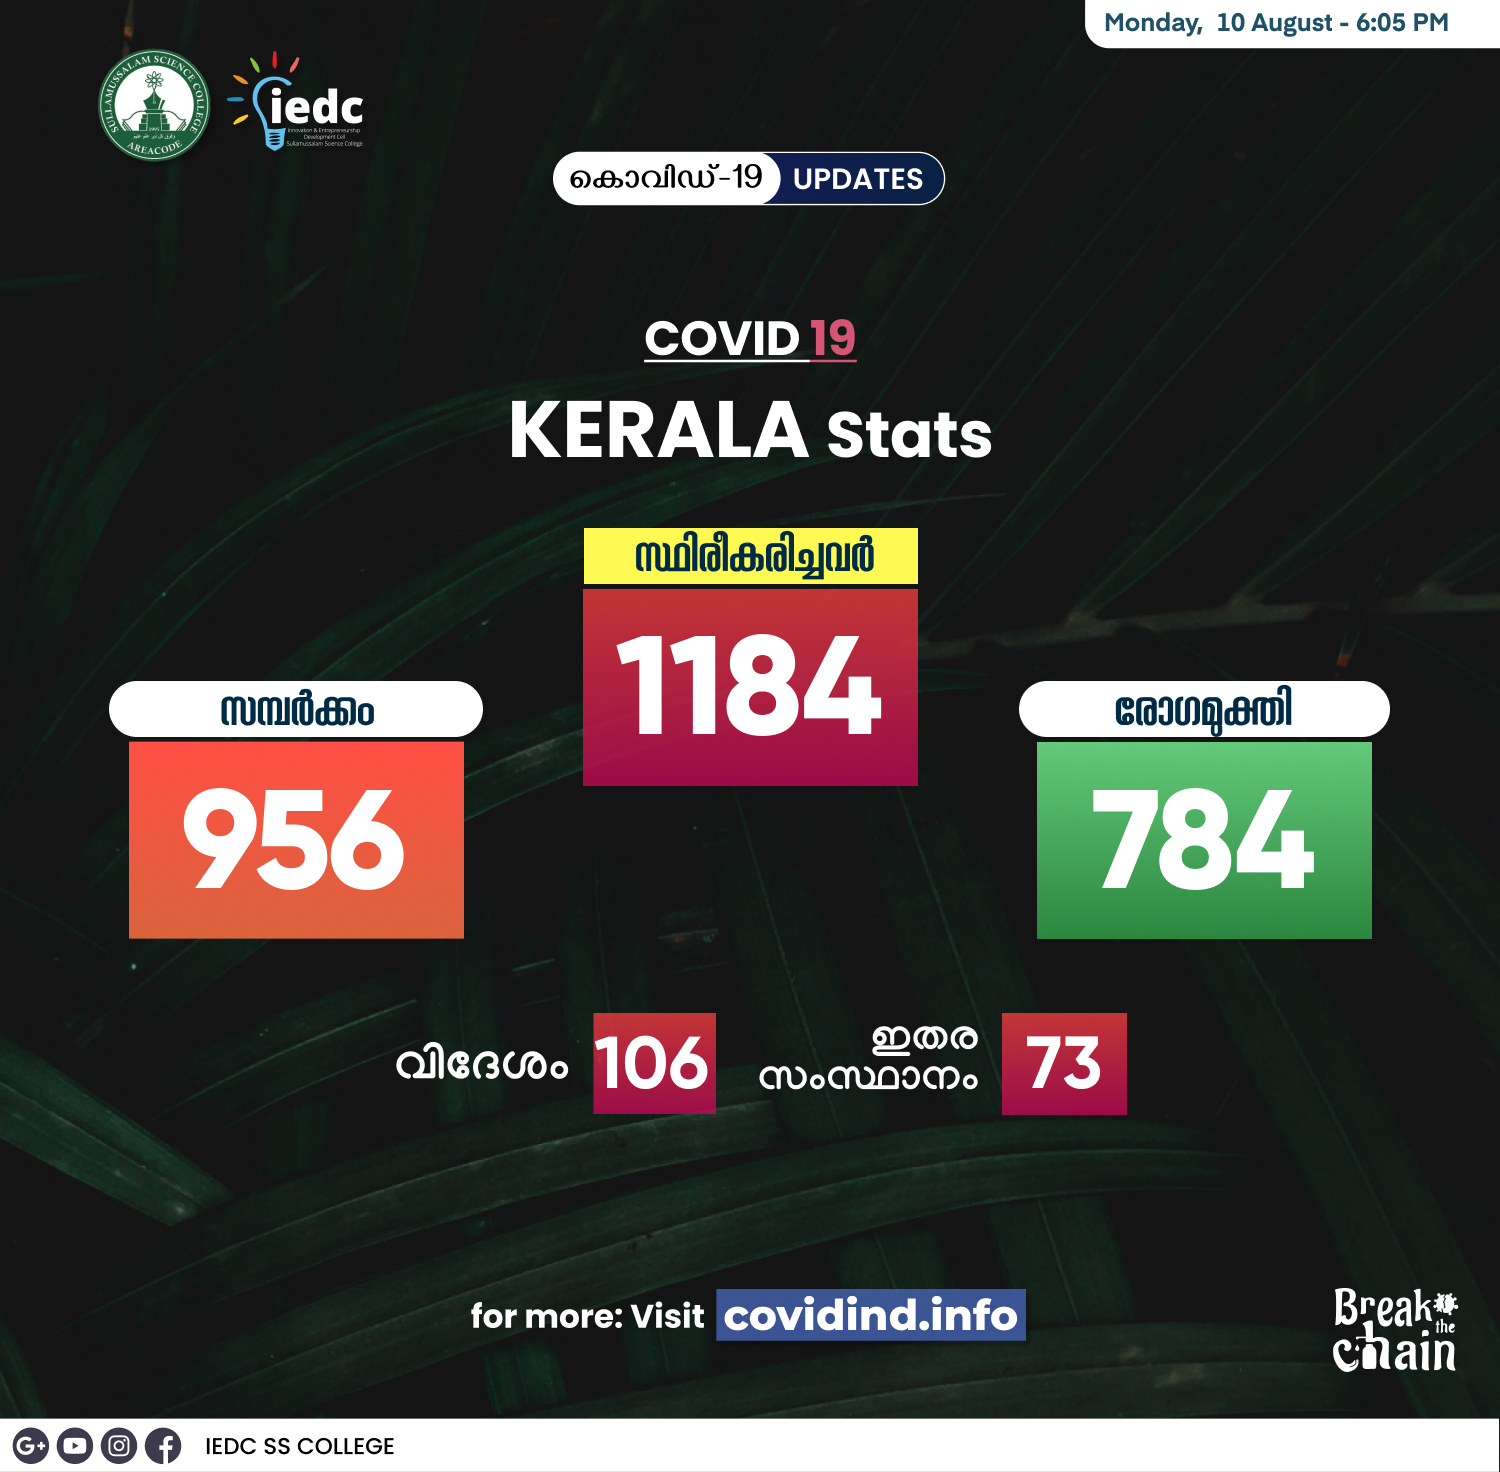 Monday, 10 August - 6:05 PM
SULLAMUSSALAM SCIENCE COLLEGE
1995
AREACODE
iedc
Innovation & Entrepreneurship
Development Cell
Sullamussalam Science College
കൊവിഡ്-19 UPDATES
COVID 19
KERALA Stats
സ്ഥിരീകരിച്ചവർ
1184
സമ്പർക്കം
956
രോഗമുക്തി
784
വിദേശം 106
ഇതര
സംസ്ഥാനം 73
for more: Visit covidind.info
Break
the
chain
G+ IEDC SS COLLEGE